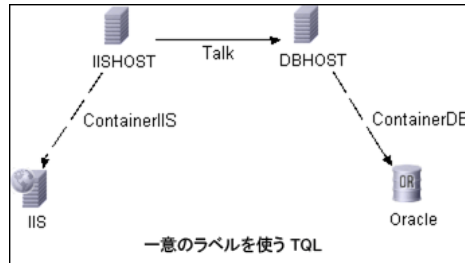 IISHOST
Talk
DBHOST
ContainerIIS
ContainerDB
IIS
OR
Oracle
一意のラベルを使う TQL